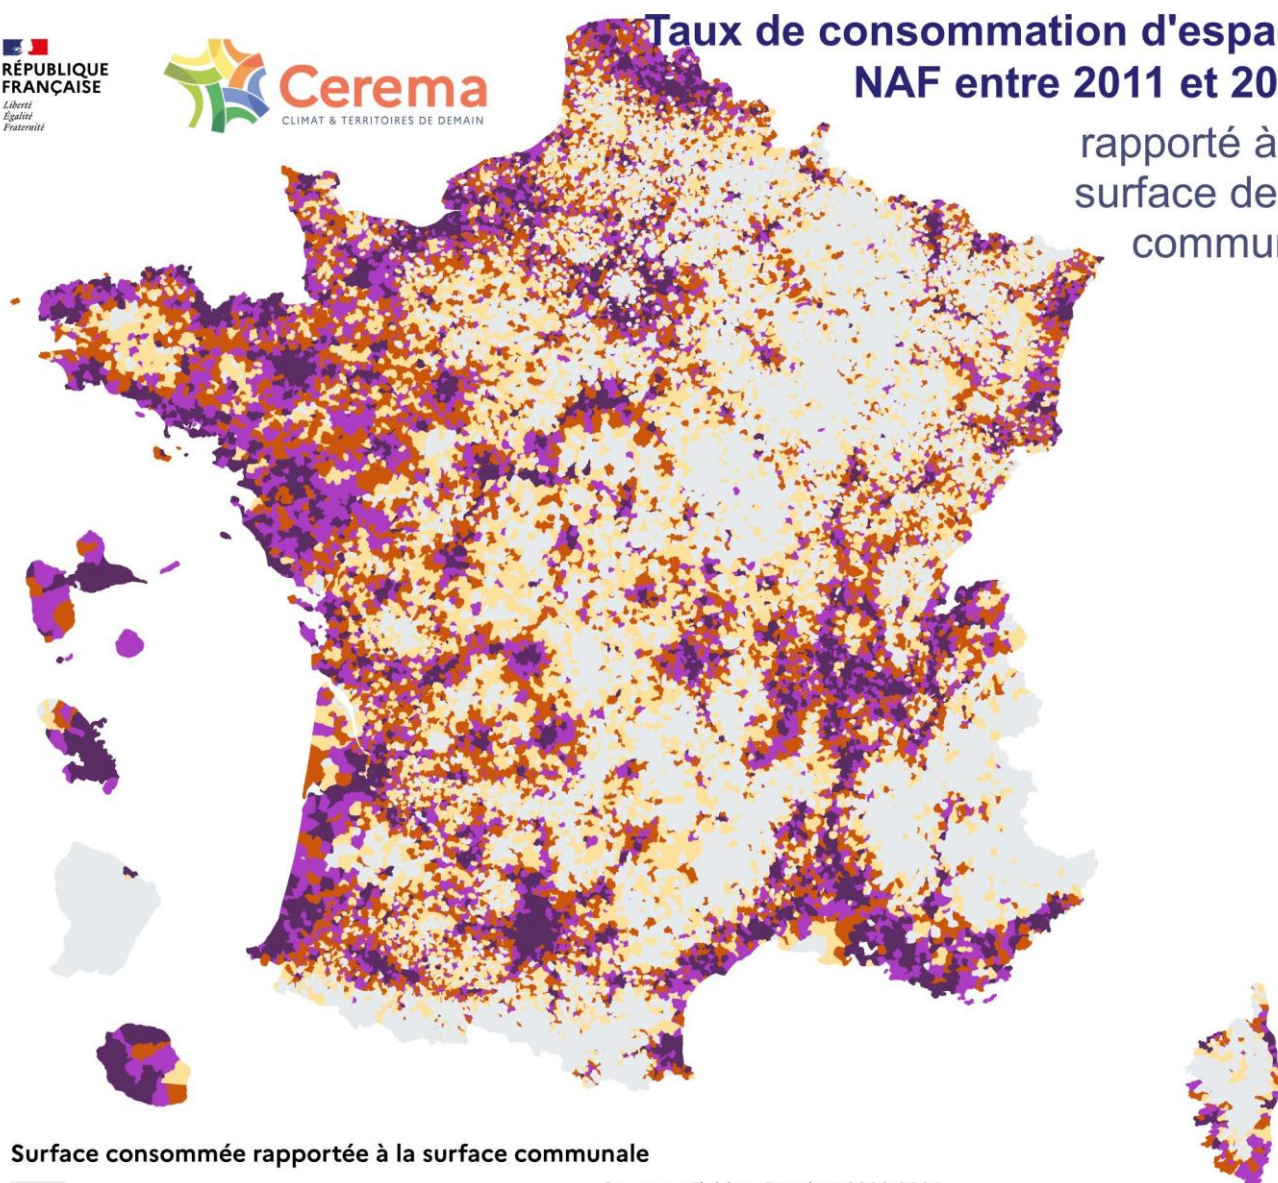 RÉPUBLIQUE
FRANÇAISE
Liberté
Égalité
Fraternité
Cerema
CLIMAT & TERRITOIRES DE DEMAIN
Taux de consommation d'espa
NAF entre 2011 et 20
rapporté à
surface de
commu
Surface consommée rapportée à la surface communale